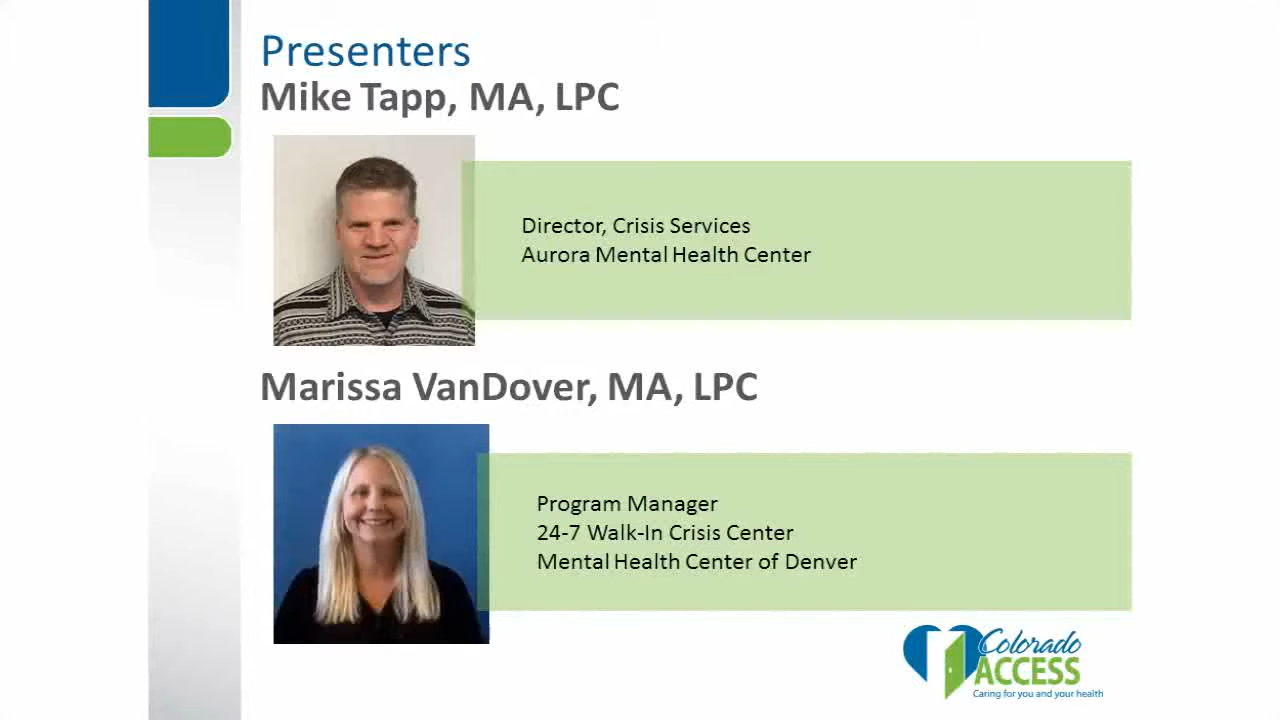 Presenters
Mike Tapp, MA, LPC
Director, Crisis Services
Aurora Mental Health Center
Marissa VanDover, MA, LPC
Program Manager
24-7 Walk-In Crisis Center
Mental Health Center of Denver
Colorado
ACCESS
Caring for you and your health